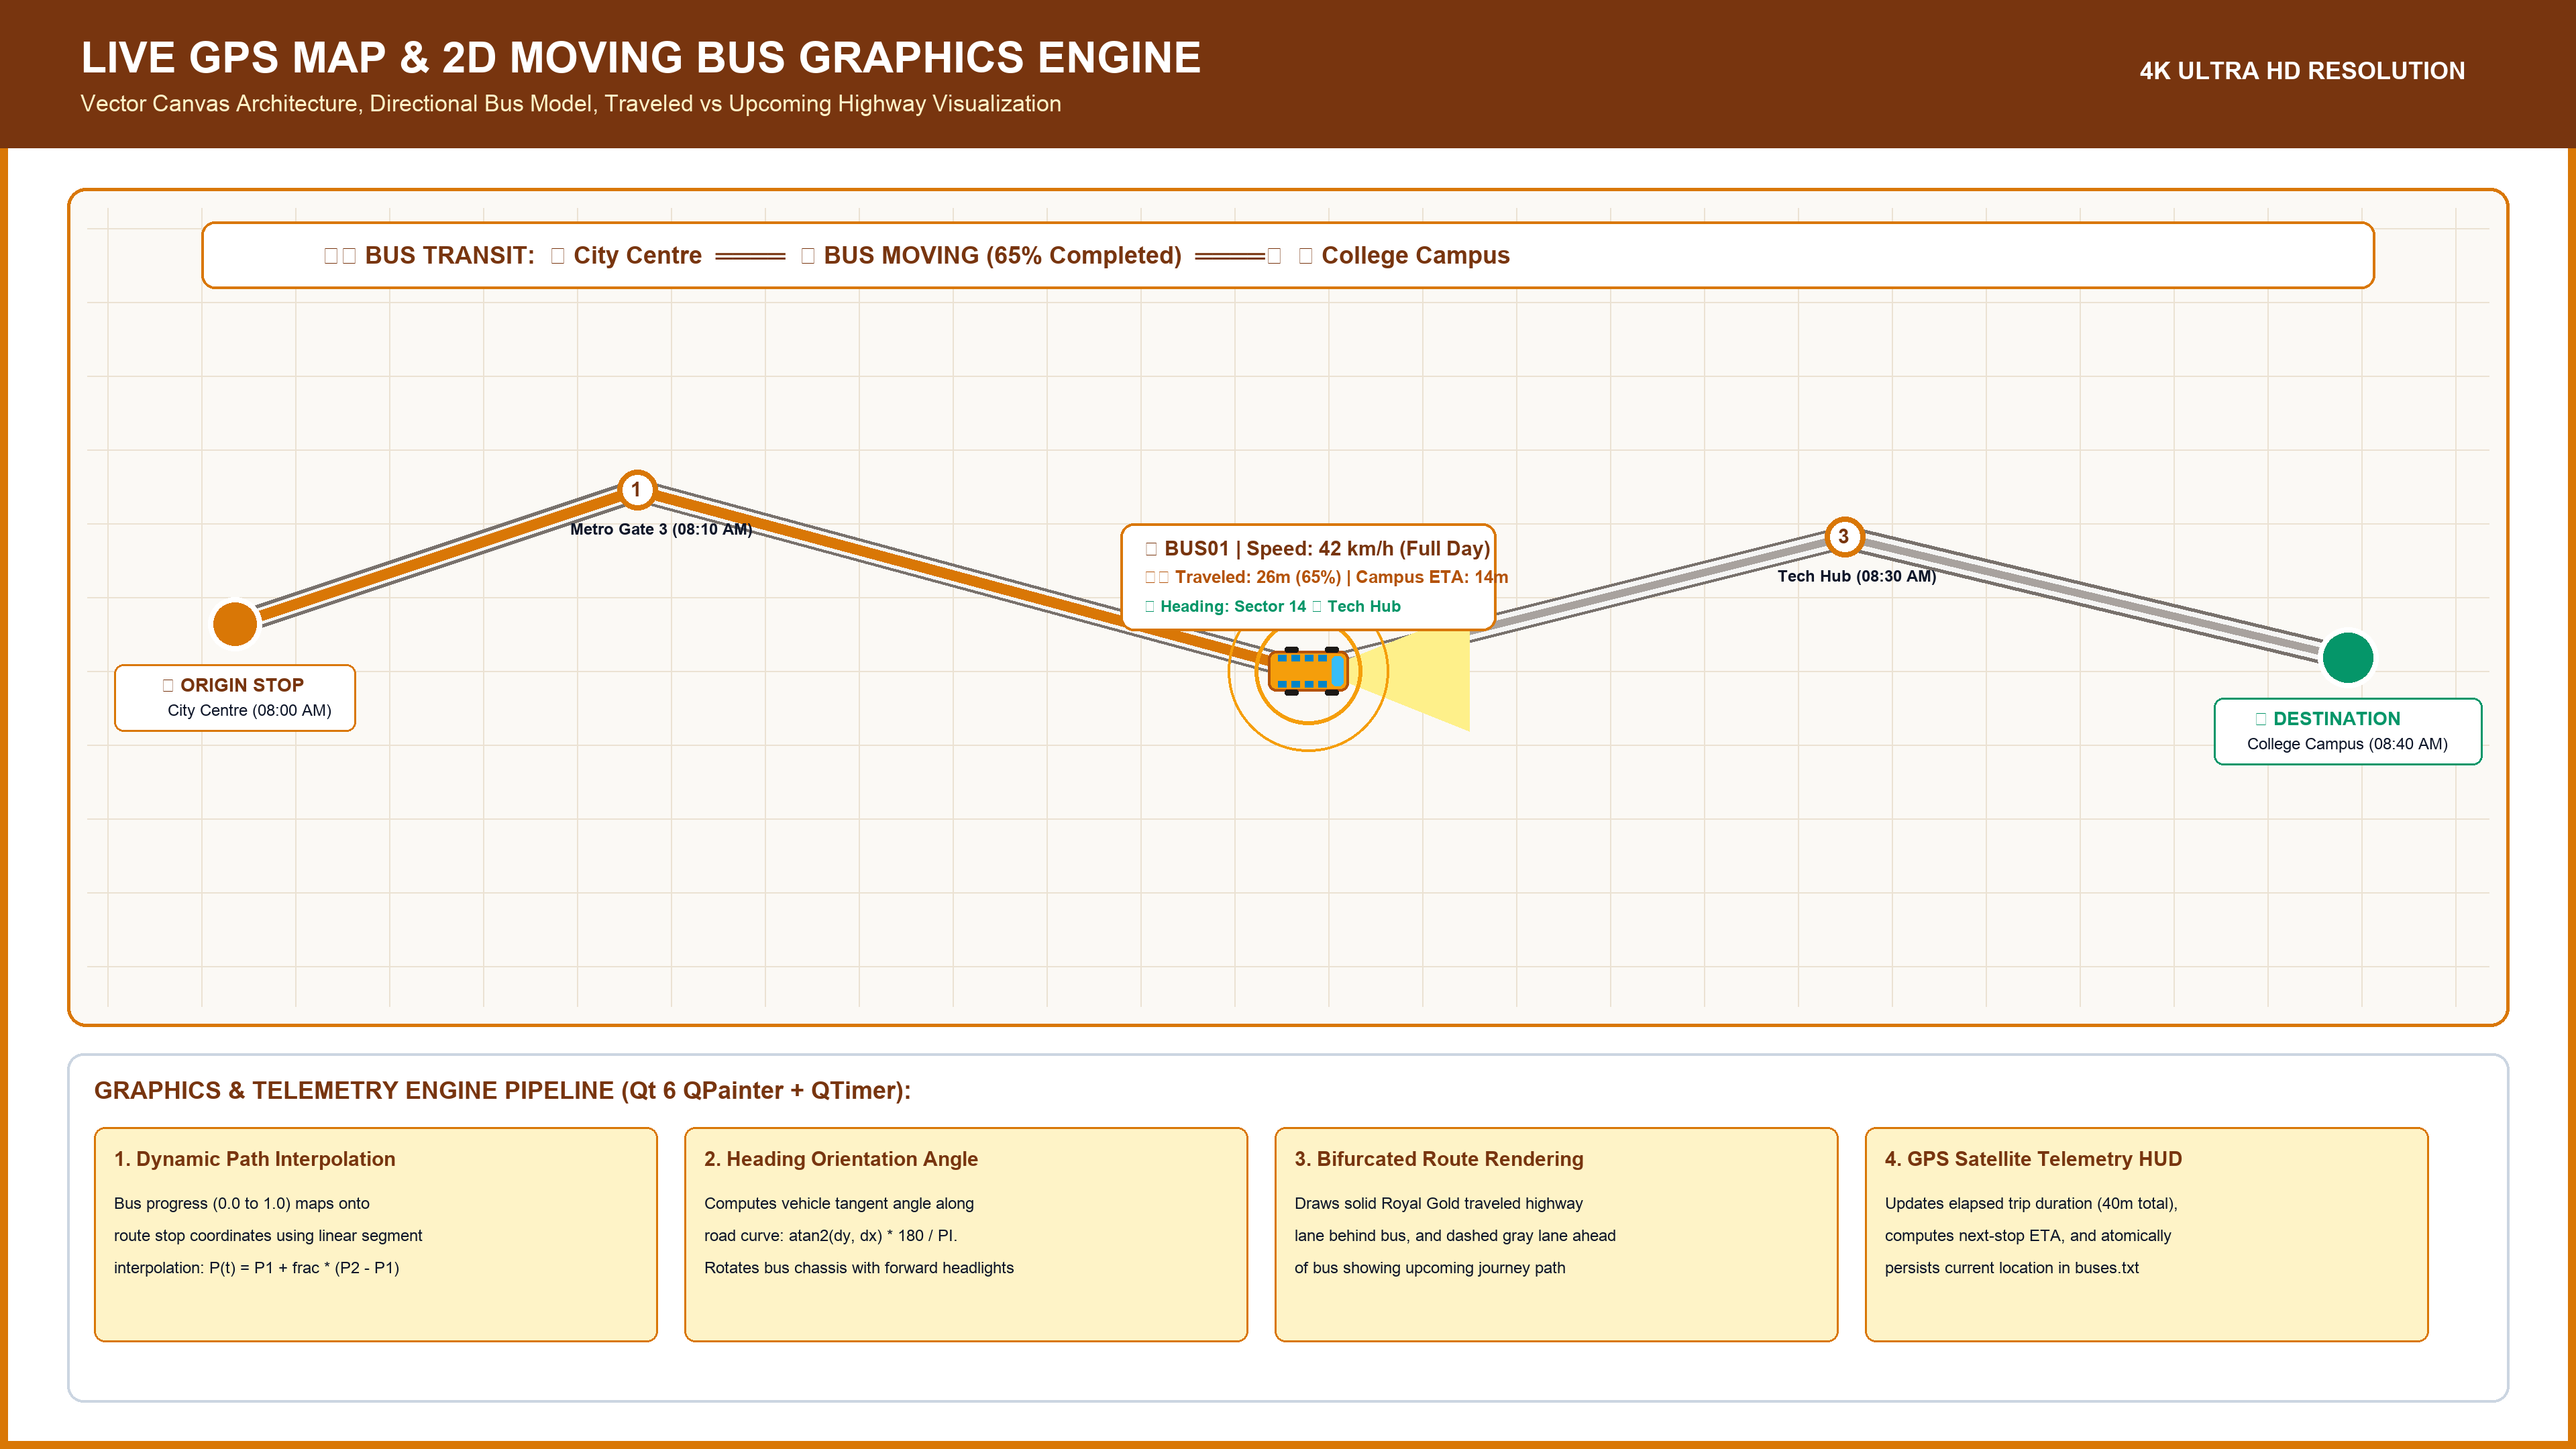 LIVE GPS MAP & 2D MOVING BUS GRAPHICS ENGINE
Vector Canvas Architecture, Directional Bus Model, Traveled vs Upcoming Highway Visualization
4K ULTRA HD RESOLUTION
BUS TRANSIT: City Centre ═════ BUS MOVING (65% Completed) ═════ College Campus
1
Metro Gate 3 (08:10 AM)
BUS01 | Speed: 42 km/h (Full Day)
Traveled: 26m (65%) | Campus ETA: 14m
Heading: Sector 14 Tech Hub
3
Tech Hub (08:30 AM)
ORIGIN STOP
City Centre (08:00 AM)
DESTINATION
College Campus (08:40 AM)
GRAPHICS & TELEMETRY ENGINE PIPELINE (Qt 6 QPainter + QTimer):
1. Dynamic Path Interpolation
Bus progress (0.0 to 1.0) maps onto
route stop coordinates using linear segment
interpolation: P(t) = P1 + frac * (P2 - P1)
2. Heading Orientation Angle
Computes vehicle tangent angle along
road curve: atan2(dy, dx) * 180 / PI.
Rotates bus chassis with forward headlights
3. Bifurcated Route Rendering
Draws solid Royal Gold traveled highway
lane behind bus, and dashed gray lane ahead
of bus showing upcoming journey path
4. GPS Satellite Telemetry HUD
Updates elapsed trip duration (40m total),
computes next-stop ETA, and atomically
persists current location in buses.txt